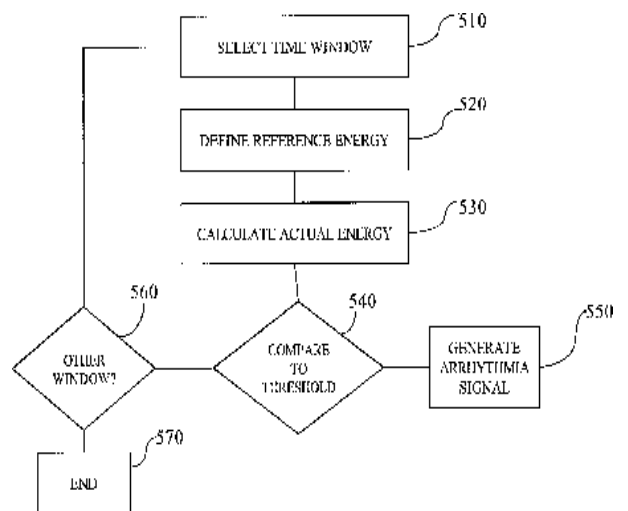 510
SELECT TIME WINDOW
520
DEFINE REFERENCE ENERGY
530
CALCULATE ACTUAL ENERGY
560
540
550
OTHER
WINDOW?
COMPARE
TO
THRESHOLD
GENERATE
ARRHYTHMIA
SIGNAL
570
END